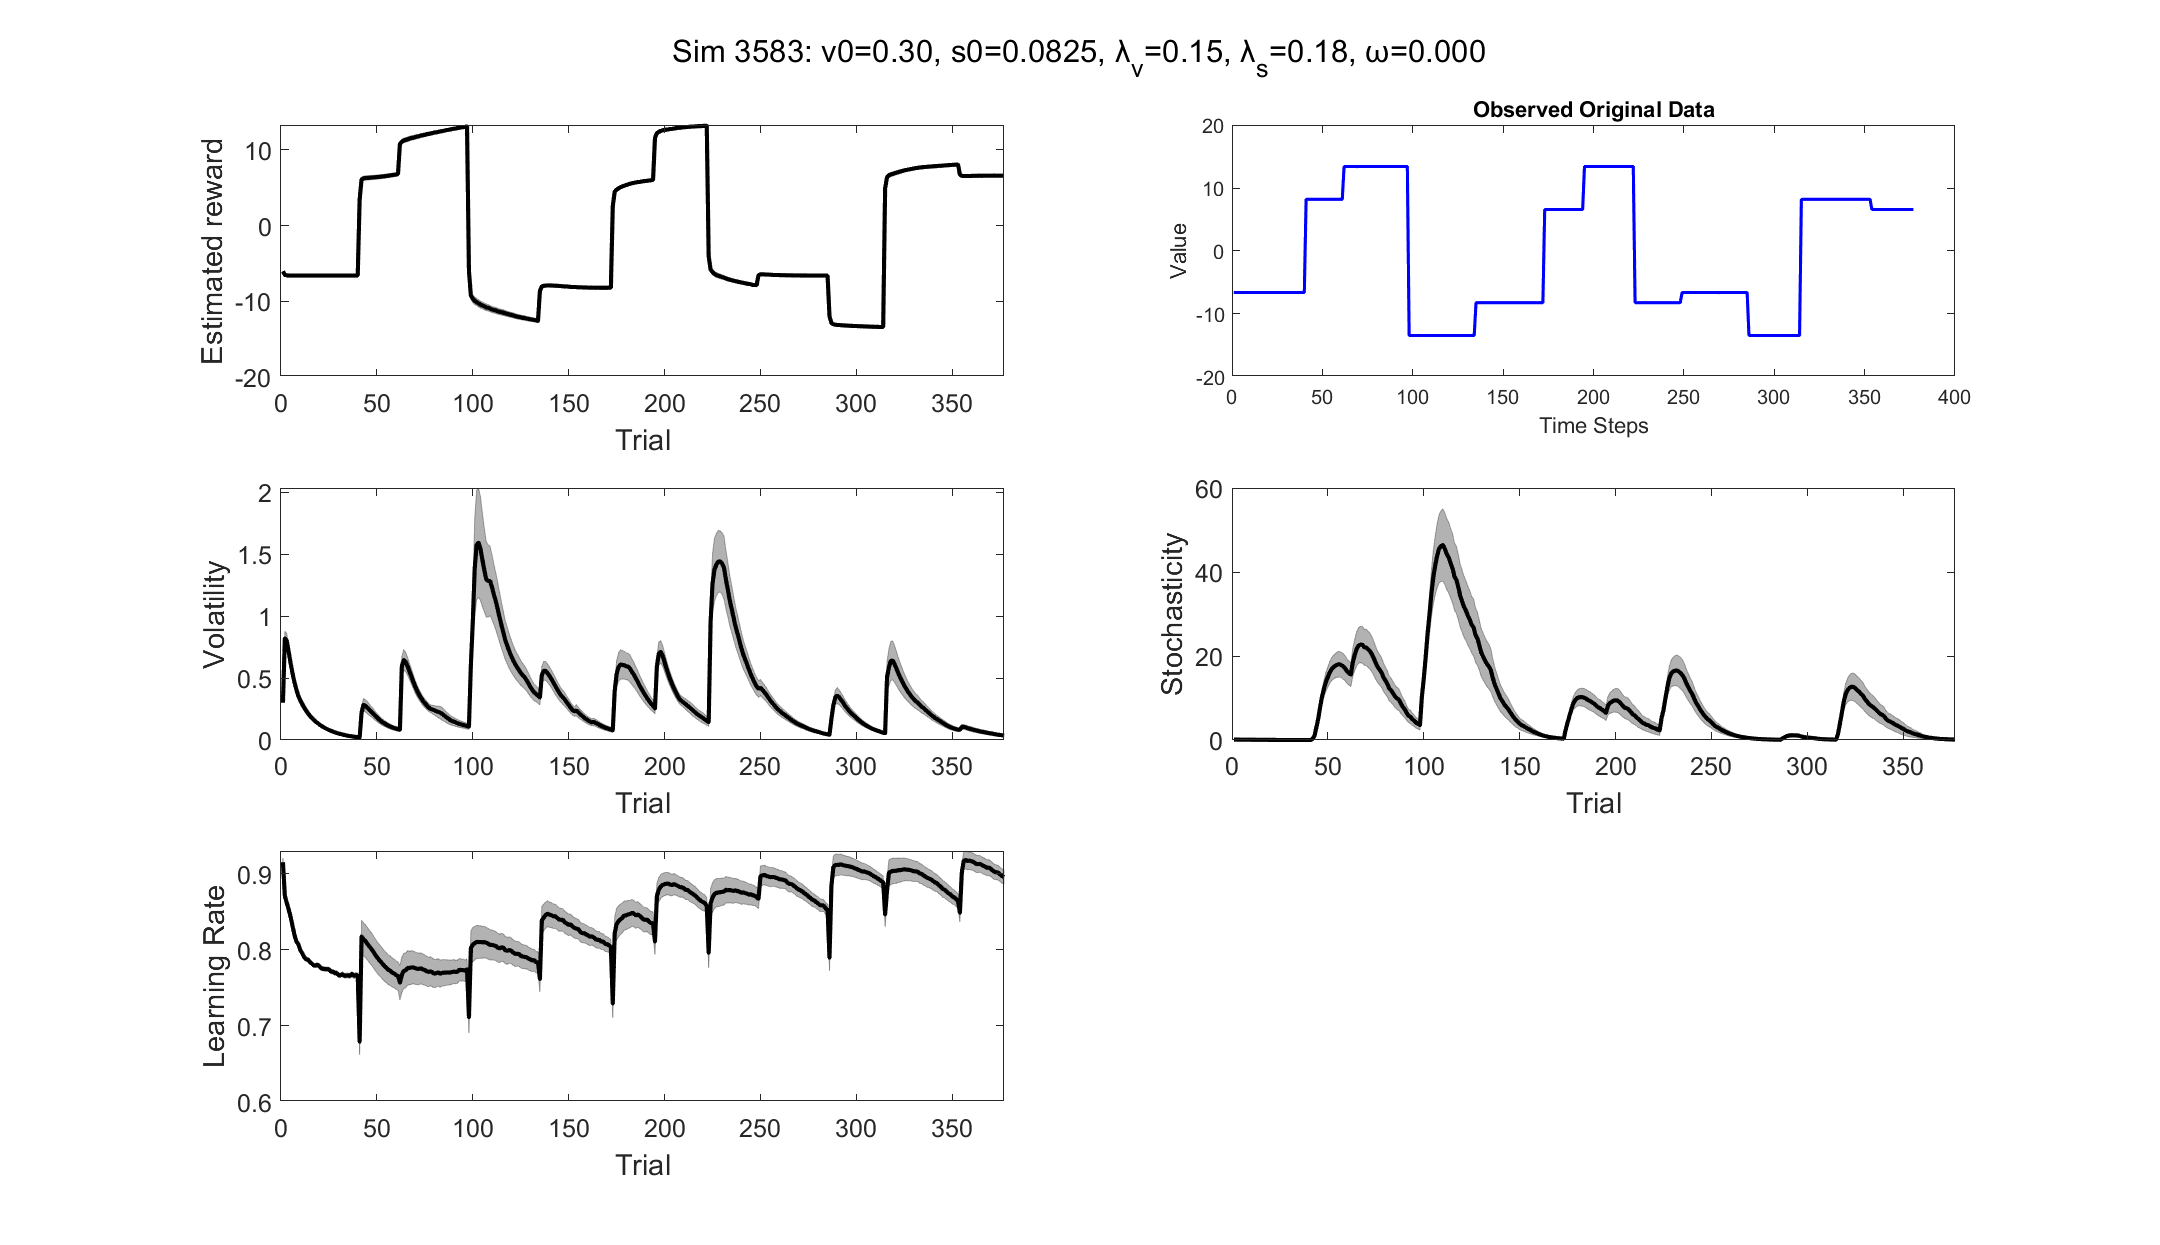 Sim 3583: v0=0.30, s0=0.0825, λv=0.15, λs=0.18, ω=0.000
Estimated reward
10
0
-10
-20
0 50 100 150 200 250 300 350
Trial
Observed Original Data
Value
20
10
0
-10
-20
0 50 100 150 200 250 300 350 400
Time Steps
Volatility
2
1.5
1
0.5
0
0 50 100 150 200 250 300 350
Trial
Stochasticity
60
40
20
0
0 50 100 150 200 250 300 350
Trial
Learning Rate
0.9
0.8
0.7
0.6
0 50 100 150 200 250 300 350
Trial